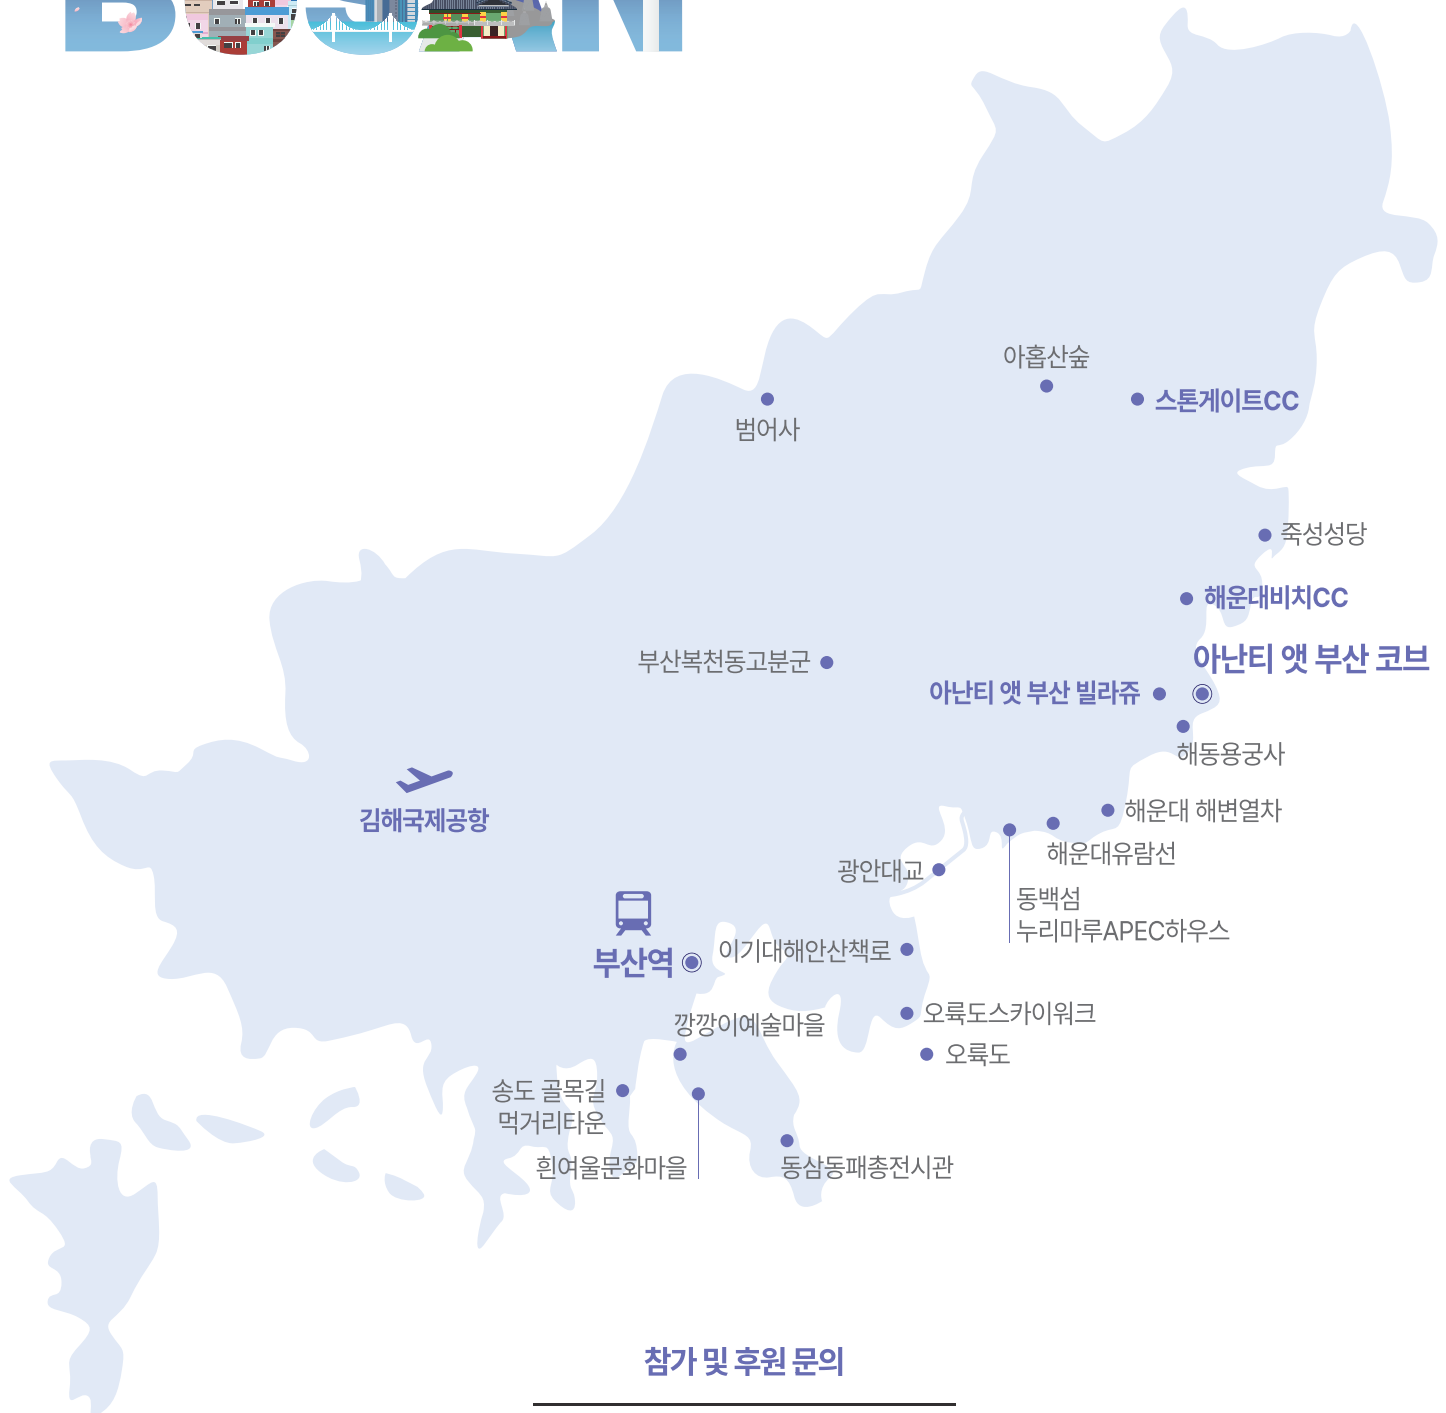 BUSAN
아홉산숲
스톤게이트CC
범어사
죽성성당
해운대비치CC
아난티 앳 부산 코브
부산복천동고분군
아난티 앳 부산 빌라쥬
해동용궁사
김해국제공항
해운대 해변열차
해운대유람선
광안대교
동백섬
누리마루APEC하우스
부산역
이기대해안산책로
오륙도스카이워크
깡깡이예술마을
오륙도
송도 골목길
먹거리타운
흰여울문화마을
동삼동패총전시관
참가 및 후원 문의